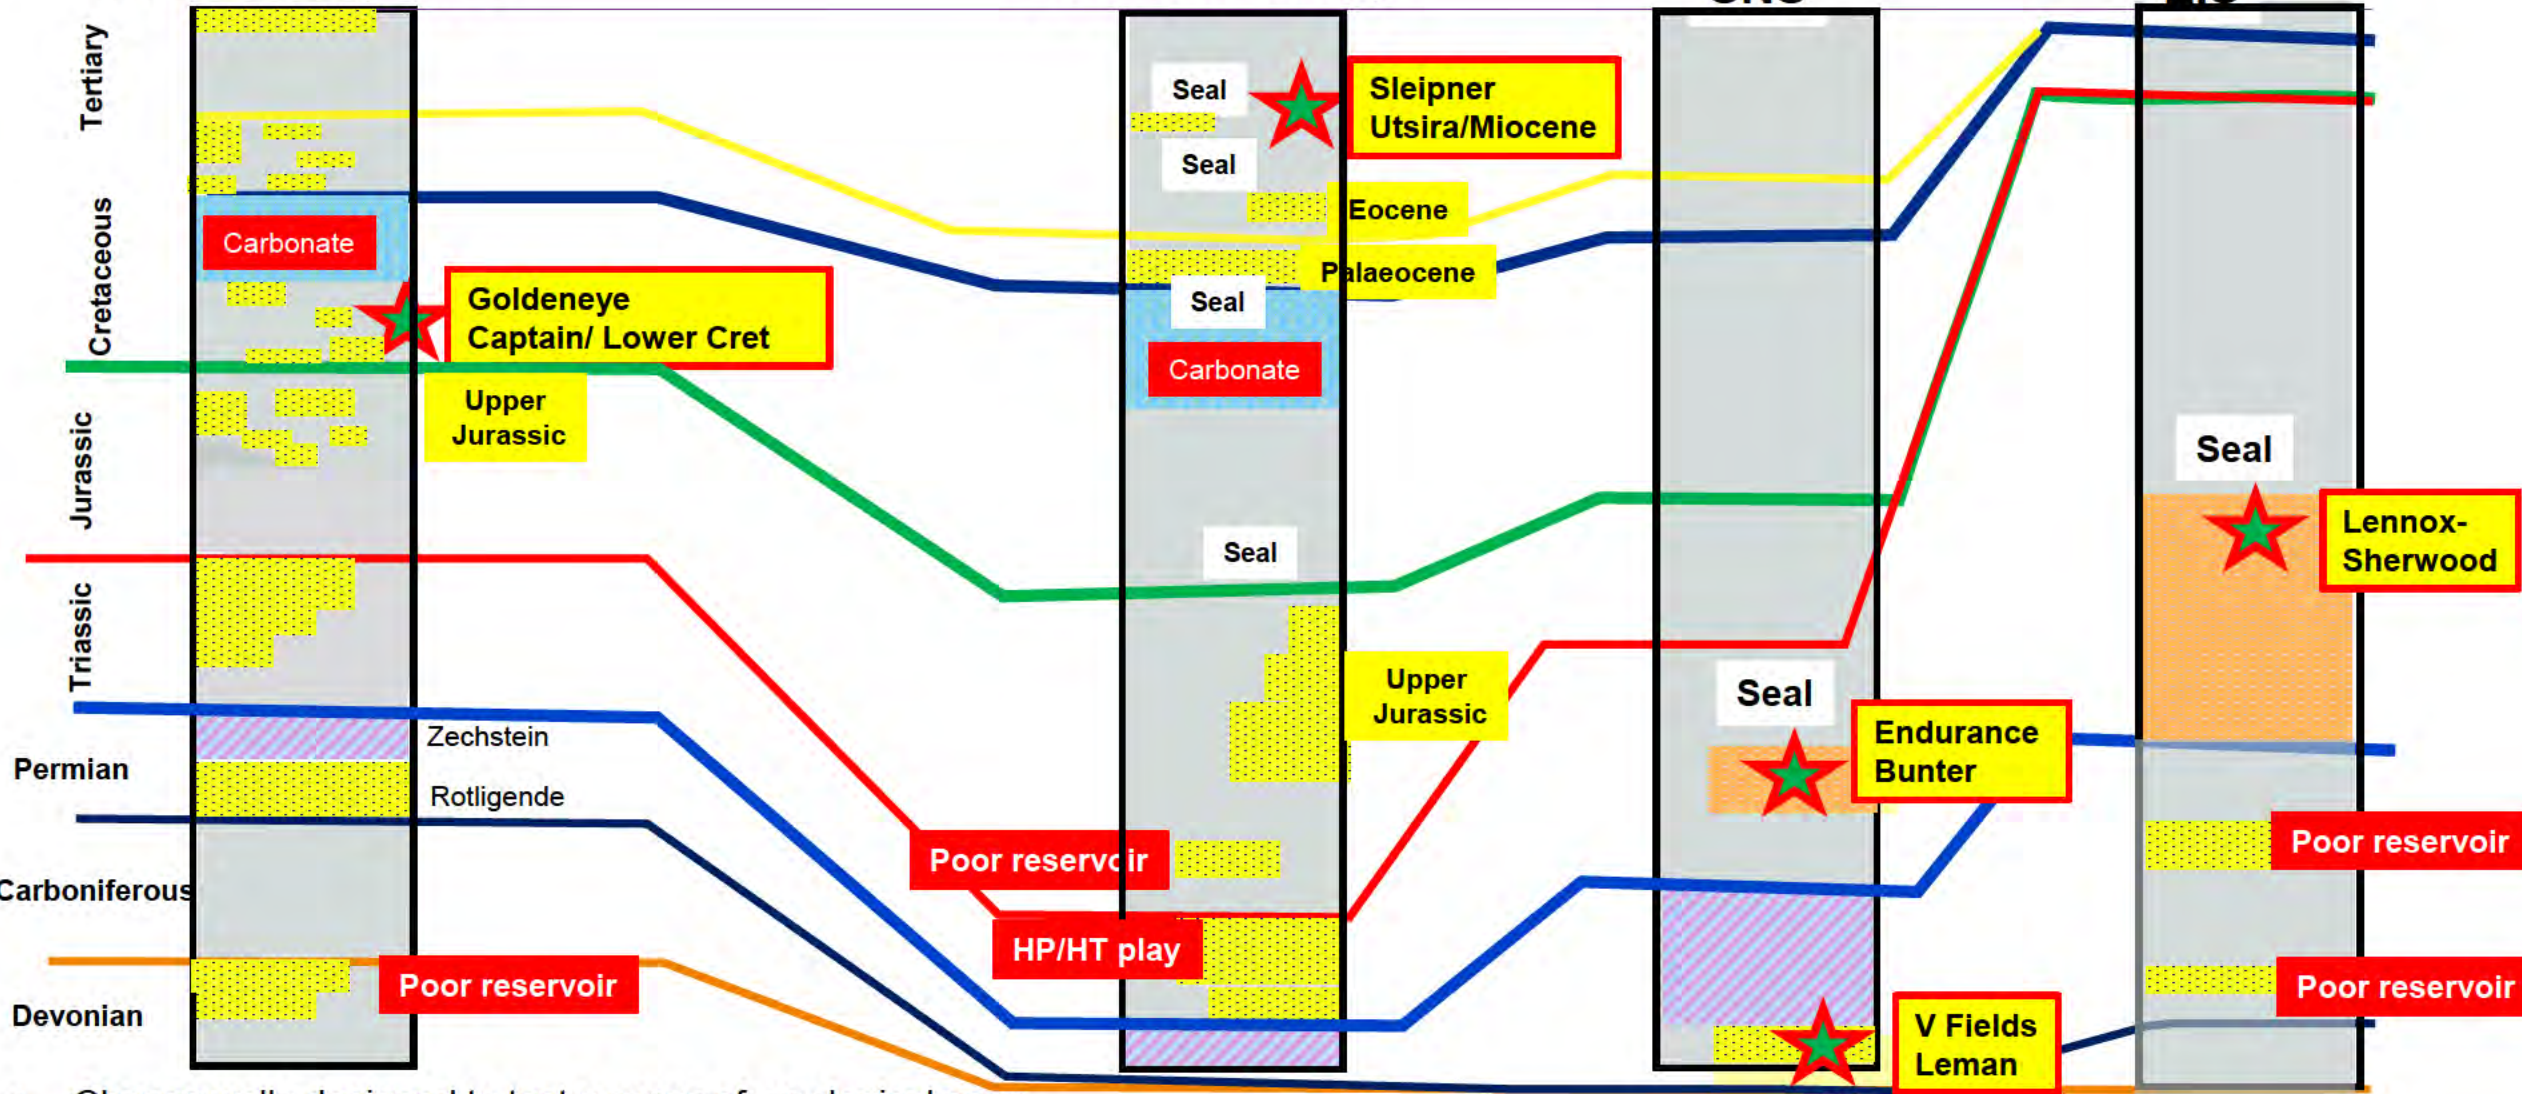 Tertiary
Cretaceous
Jurassic
Triassic
Permian
Carboniferous
Devonian
Carbonate
Goldeneye
Captain/ Lower Cret
Upper
Jurassic
Zechstein
Rotligende
Poor reservoir
Seal
Sleipner
Utsira/Miocene
Seal
Eocene
Palaeocene
Seal
Carbonate
Seal
Upper
Jurassic
Poor reservoir
HP/HT play
Seal
Endurance
Bunter
V Fields
Leman
Seal
Lennox-
Sherwood
Poor reservoir
Poor reservoir